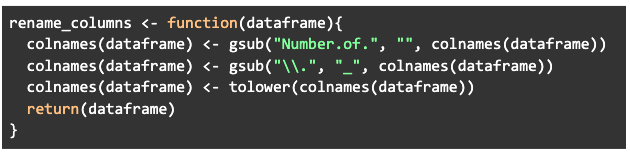 rename_columns <- function(dataframe){
  colnames(dataframe) <- gsub("Number.of.", "", colnames(dataframe))
  colnames(dataframe) <- gsub("\\.", "_", colnames(dataframe))
  colnames(dataframe) <- tolower(colnames(dataframe))
  return(dataframe)
}